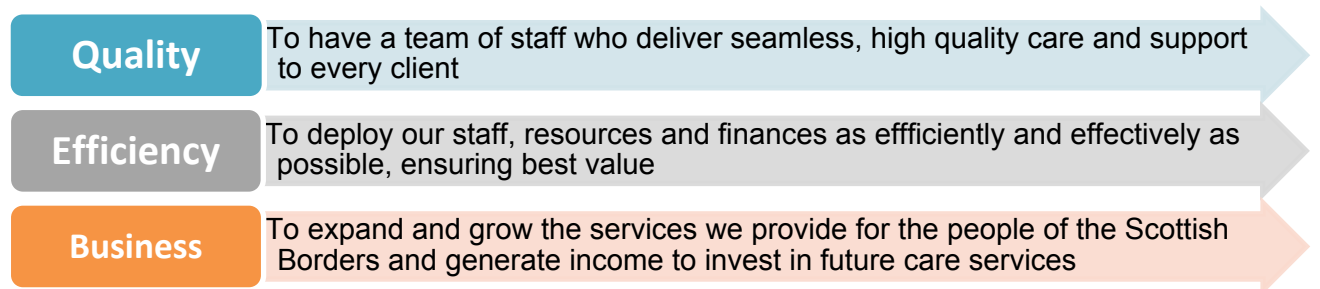 Quality
To have a team of staff who deliver seamless, high quality care and support
to every client
Efficiency
To deploy our staff, resources and finances as effficiently and effectively as
possible, ensuring best value
Business
To expand and grow the services we provide for the people of the Scottish
Borders and generate income to invest in future care services